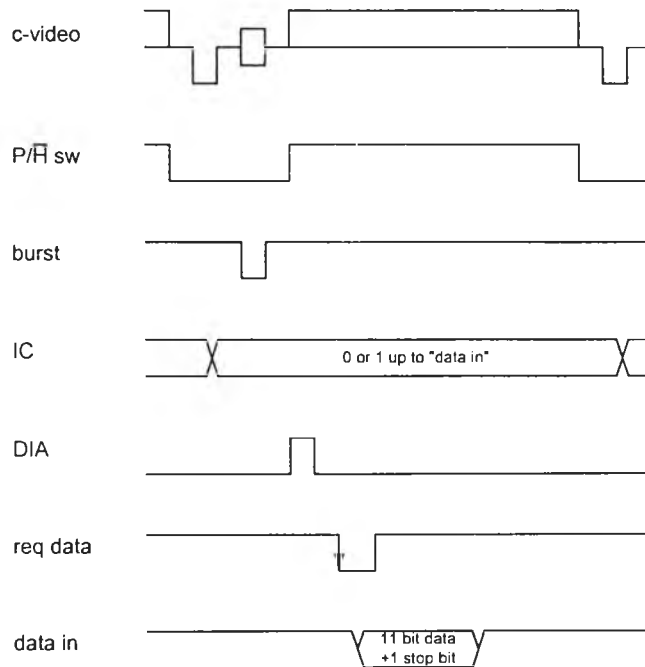 c-video
P/H̅ sw
burst
IC
0 or 1 up to "data in"
DIA
req data
data in
11 bit data
+1 stop bit